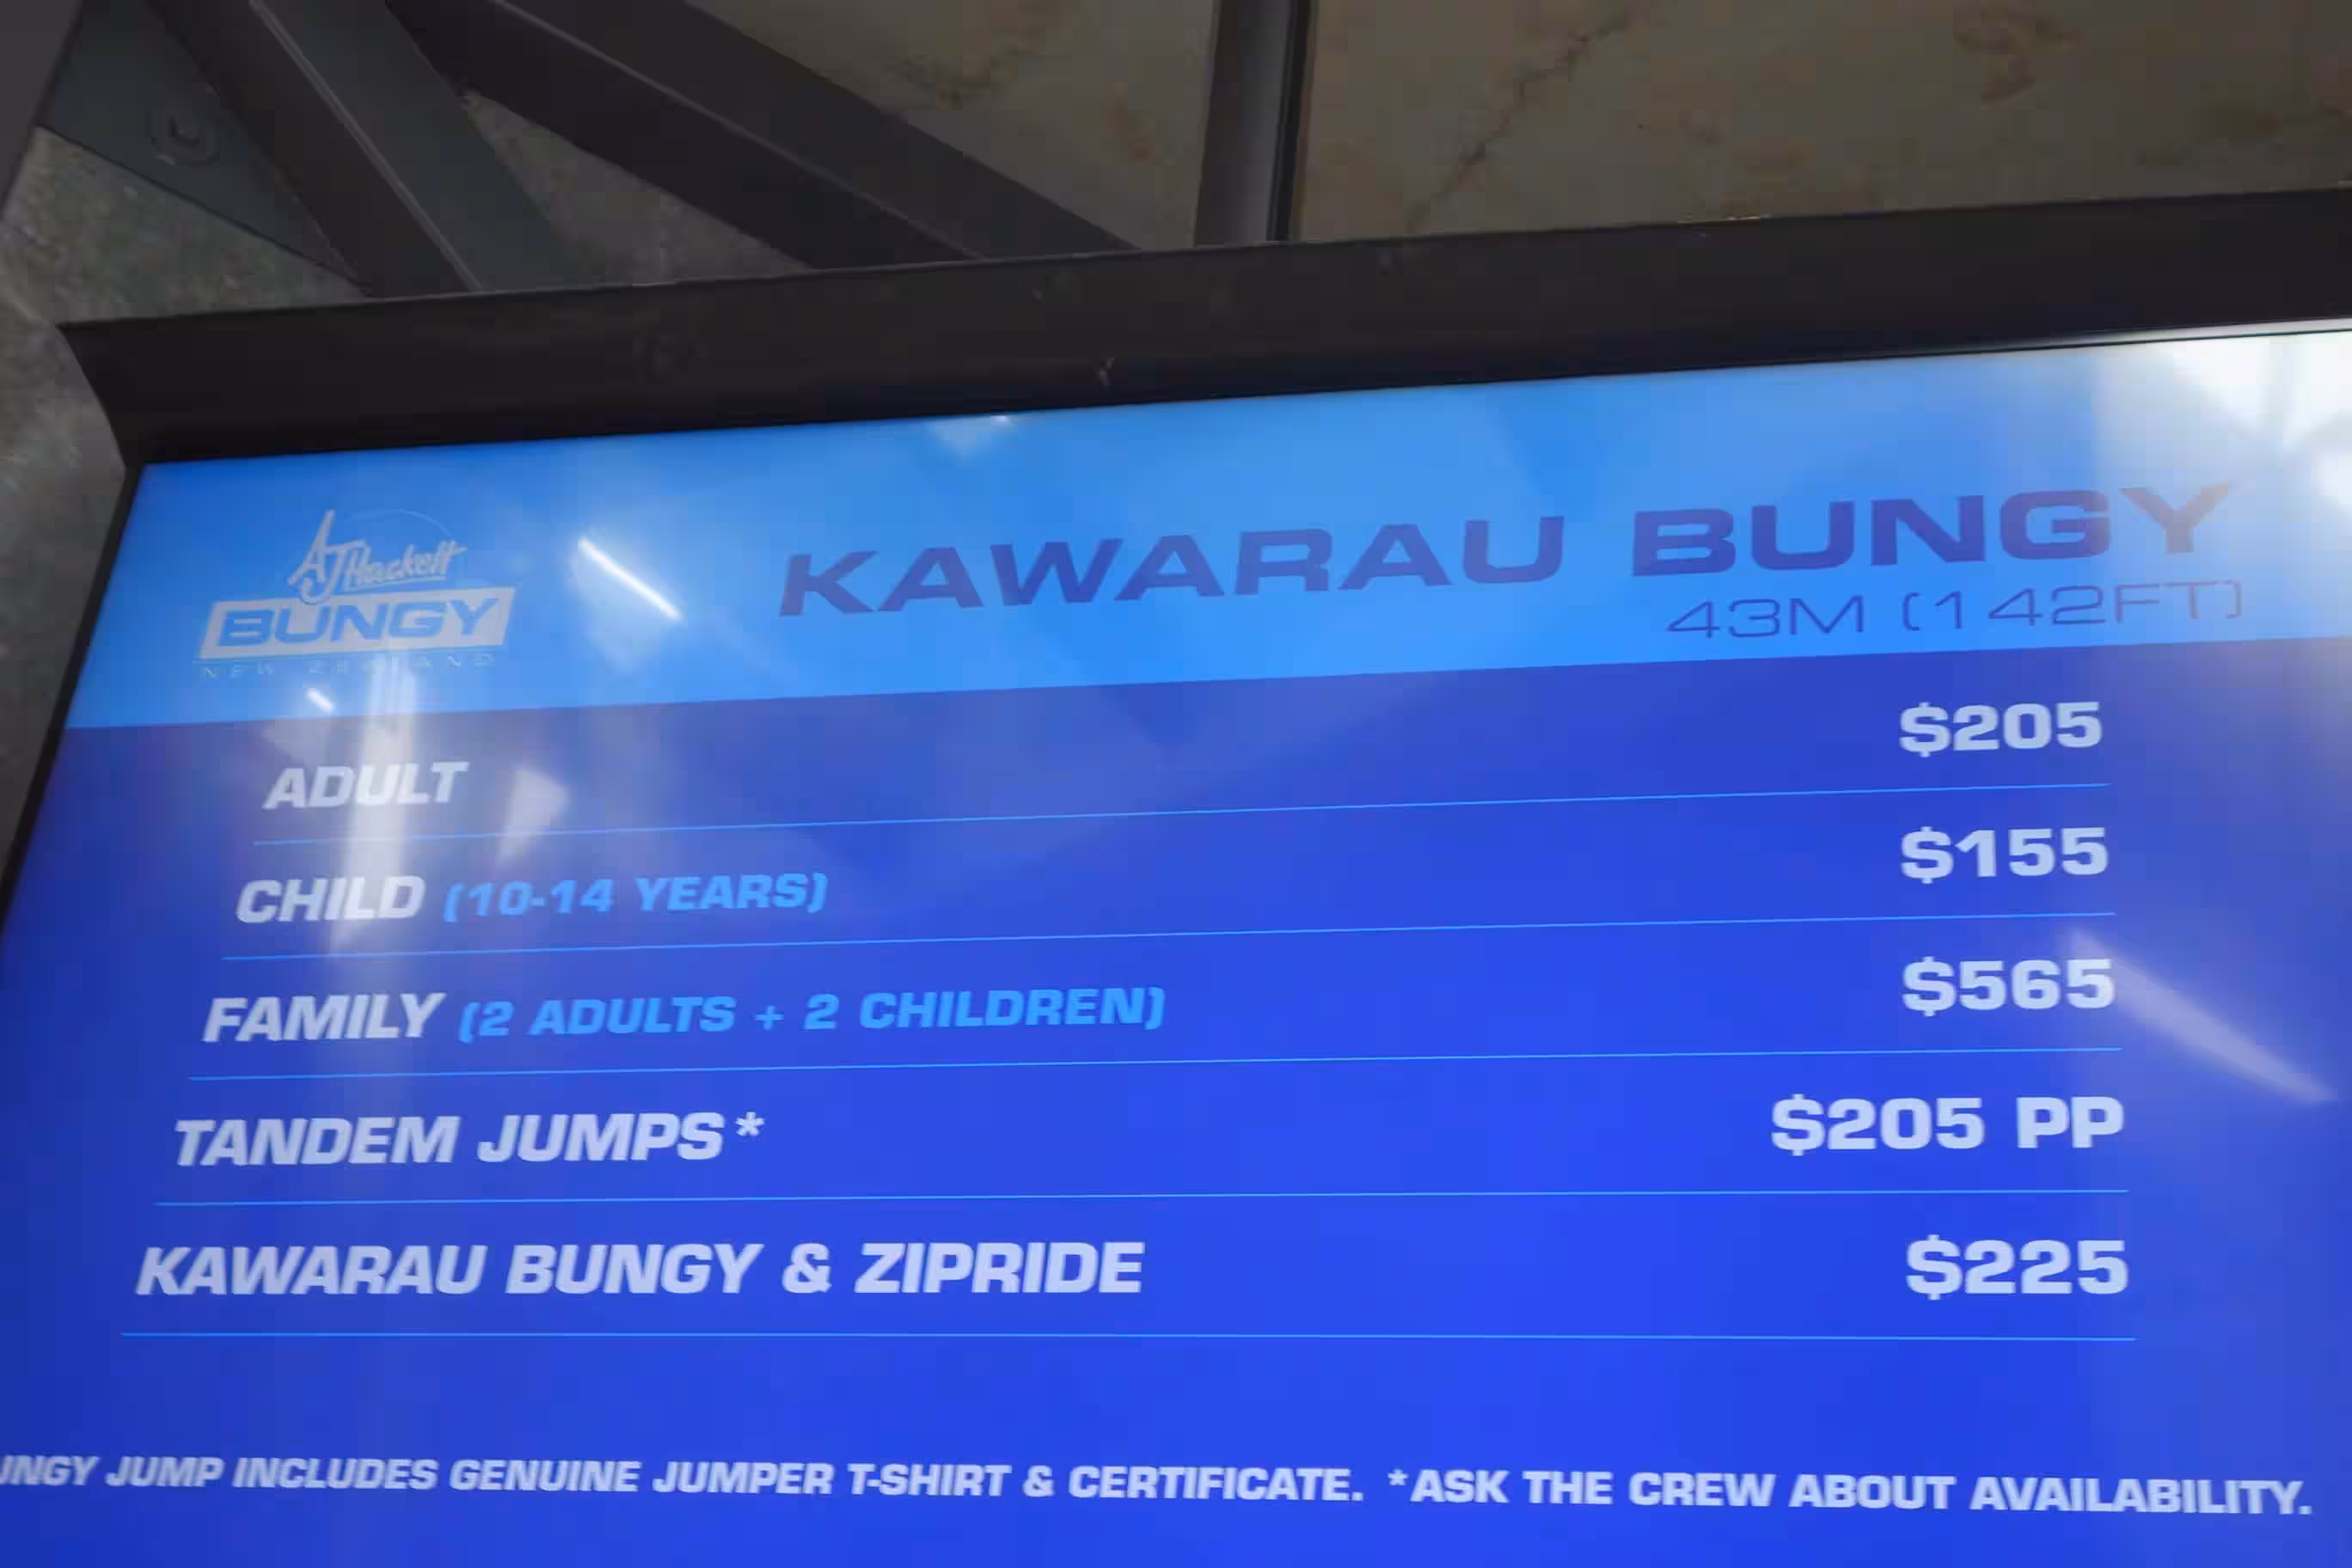 AJ Hackett
BUNGY
NEW ZEALAND
KAWARAU BUNGY
43M (142FT)
ADULT $205
CHILD (10-14 YEARS) $155
FAMILY (2 ADULTS + 2 CHILDREN) $565
TANDEM JUMPS* $205 PP
KAWARAU BUNGY & ZIPRIDE $225
JUMP INCLUDES GENUINE JUMPER T-SHIRT & CERTIFICATE. *ASK THE CREW ABOUT AVAILABILITY.